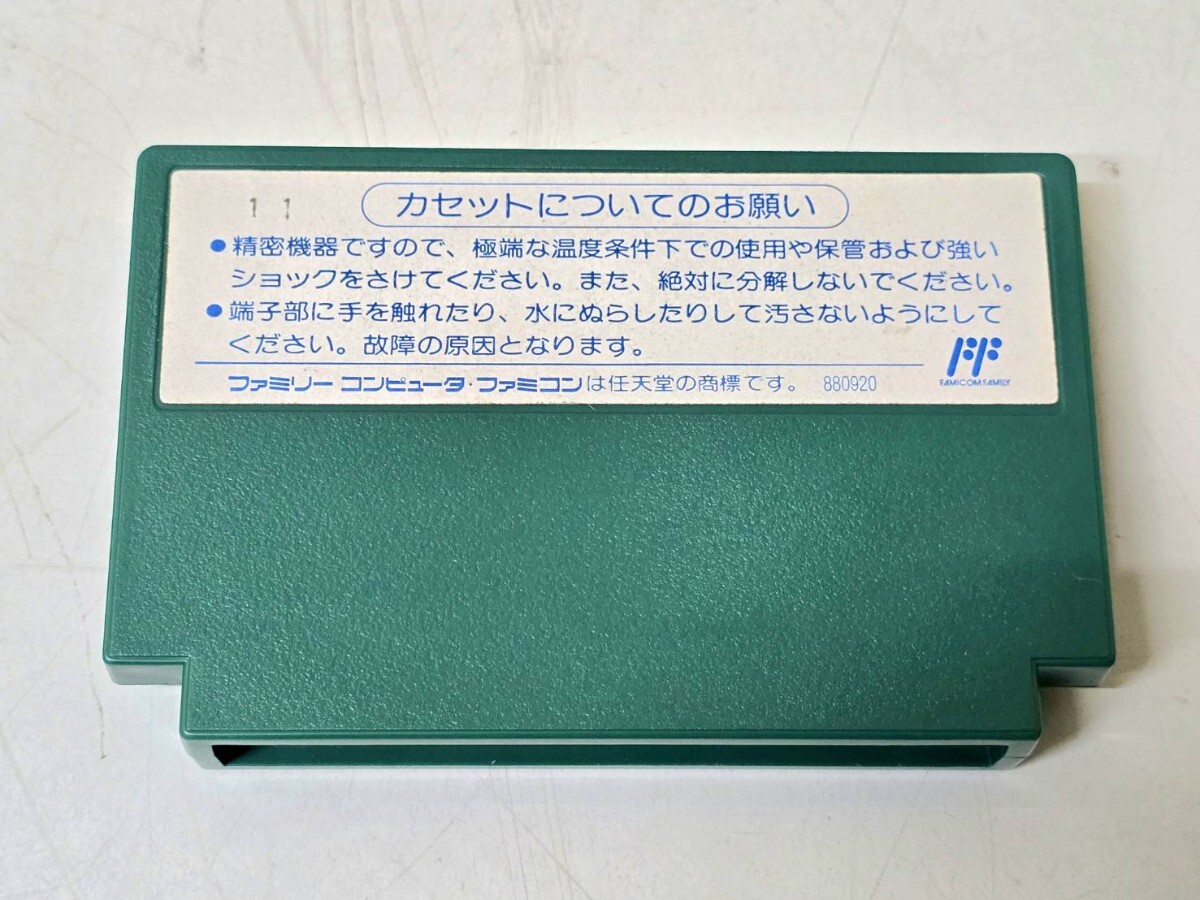 11
カセットについてのお願い
●精密機器ですので、極端な温度条件下での使用や保管および強い
ショックをさけてください。また、絶対に分解しないでください。
●端子部に手を触れたり、水にぬらしたりして汚さないようにして
ください。故障の原因となります。
FF
FAMICOM FAMILY
ファミリー コンピュータ・ファミコンは任天堂の商標です。 880920